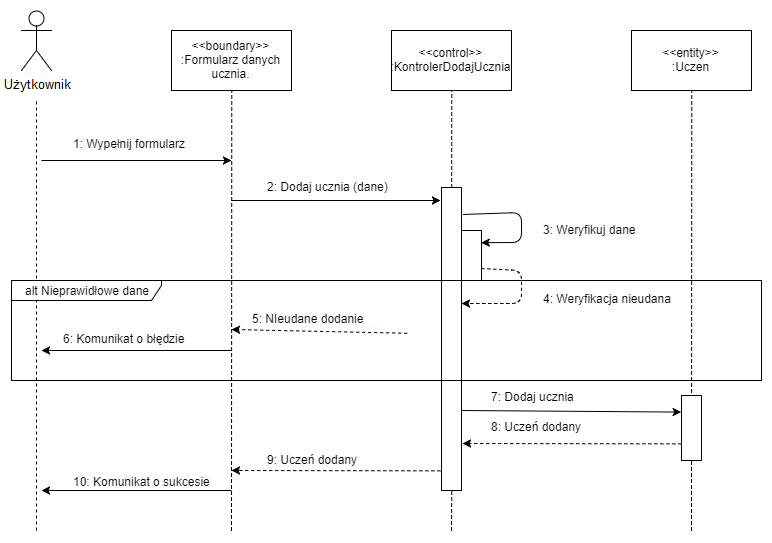 Użytkownik
<<boundary>>
:Formularz danych
ucznia.
<<control>>
:KontrolerDodajUcznia
<<entity>>
:Uczen
1: Wypełnij formularz
2: Dodaj ucznia (dane)
3: Weryfikuj dane
alt Nieprawidłowe dane
4: Weryfikacja nieudana
5: NIeudane dodanie
6: Komunikat o błędzie
7: Dodaj ucznia
8: Uczeń dodany
9: Uczeń dodany
10: Komunikat o sukcesie